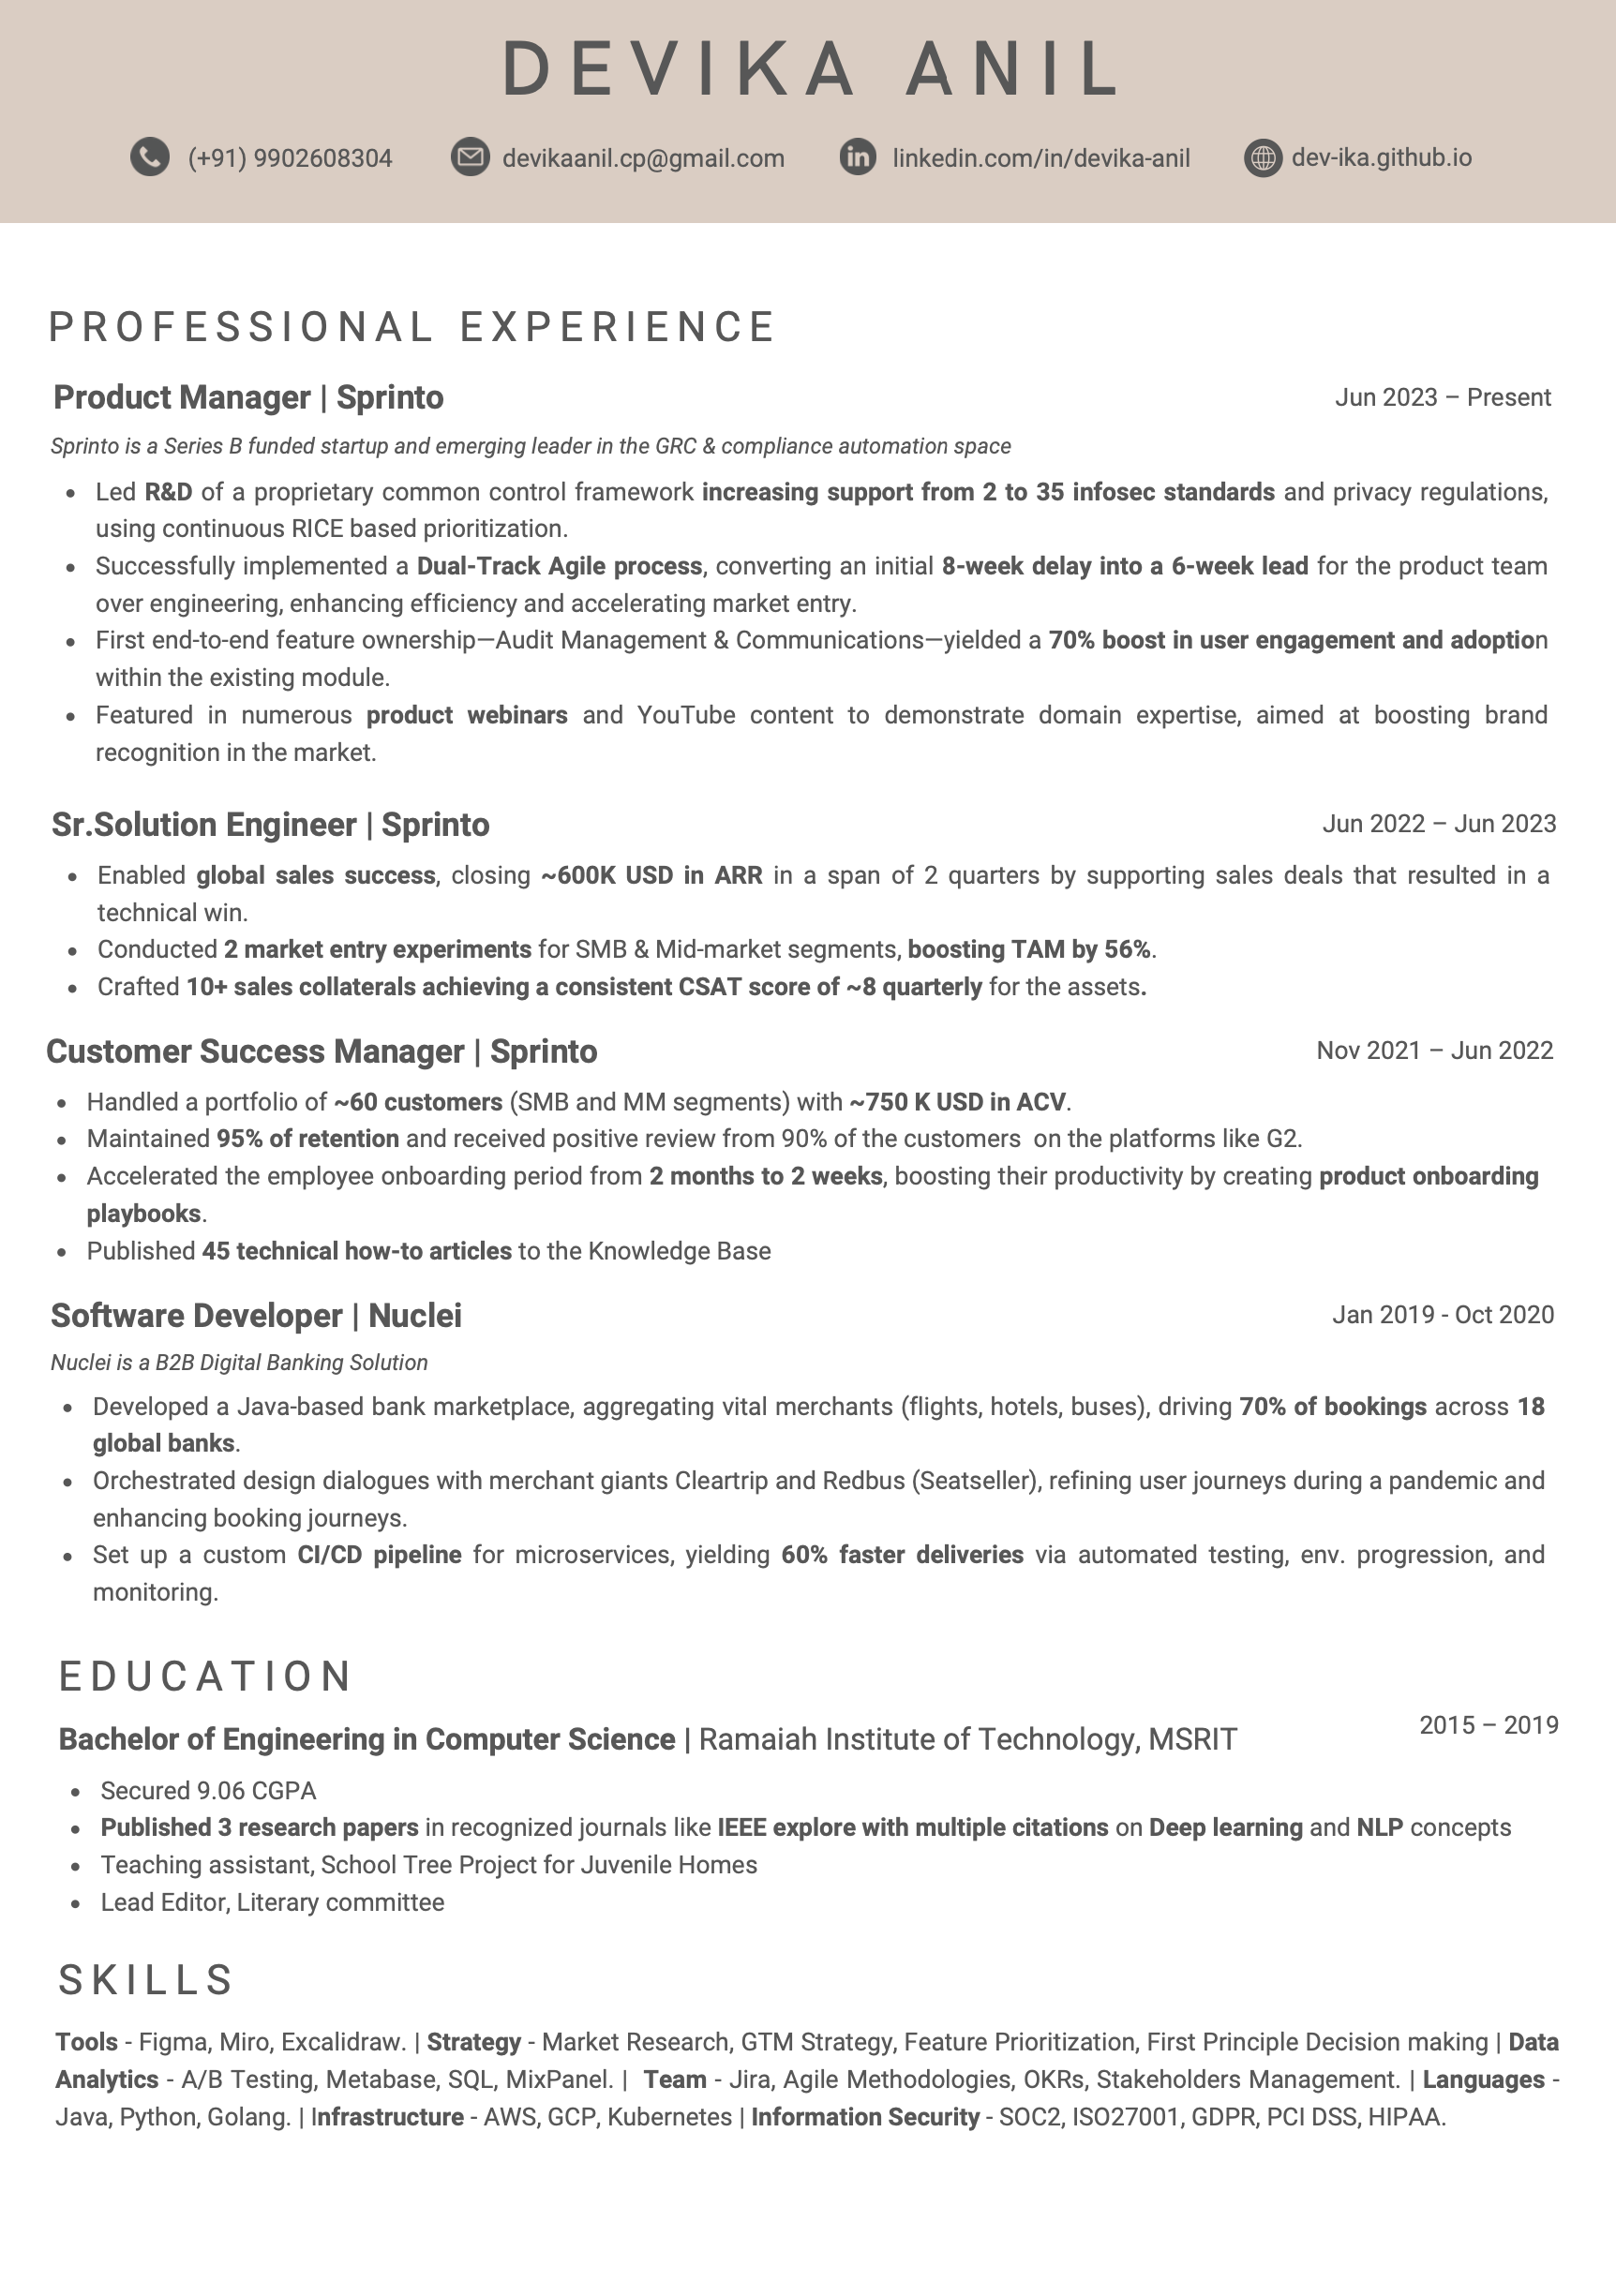 DEVIKA ANIL
(+91) 9902608304 devikaanil.cp@gmail.com linkedin.com/in/devika-anil dev-ika.github.io
PROFESSIONAL EXPERIENCE
Product Manager | Sprinto Jun 2023 – Present
Sprinto is a Series B funded startup and emerging leader in the GRC & compliance automation space
• Led R&D of a proprietary common control framework increasing support from 2 to 35 infosec standards and privacy regulations,
using continuous RICE based prioritization.
• Successfully implemented a Dual-Track Agile process, converting an initial 8-week delay into a 6-week lead for the product team
over engineering, enhancing efficiency and accelerating market entry.
• First end-to-end feature ownership—Audit Management & Communications—yielded a 70% boost in user engagement and adoption
within the existing module.
• Featured in numerous product webinars and YouTube content to demonstrate domain expertise, aimed at boosting brand
recognition in the market.
Sr.Solution Engineer | Sprinto Jun 2022 – Jun 2023
• Enabled global sales success, closing ~600K USD in ARR in a span of 2 quarters by supporting sales deals that resulted in a
technical win.
• Conducted 2 market entry experiments for SMB & Mid-market segments, boosting TAM by 56%.
• Crafted 10+ sales collaterals achieving a consistent CSAT score of ~8 quarterly for the assets.
Customer Success Manager | Sprinto Nov 2021 – Jun 2022
• Handled a portfolio of ~60 customers (SMB and MM segments) with ~750 K USD in ACV.
• Maintained 95% of retention and received positive review from 90% of the customers on the platforms like G2.
• Accelerated the employee onboarding period from 2 months to 2 weeks, boosting their productivity by creating product onboarding
playbooks.
• Published 45 technical how-to articles to the Knowledge Base
Software Developer | Nuclei Jan 2019 - Oct 2020
Nuclei is a B2B Digital Banking Solution
• Developed a Java-based bank marketplace, aggregating vital merchants (flights, hotels, buses), driving 70% of bookings across 18
global banks.
• Orchestrated design dialogues with merchant giants Cleartrip and Redbus (Seatseller), refining user journeys during a pandemic and
enhancing booking journeys.
• Set up a custom CI/CD pipeline for microservices, yielding 60% faster deliveries via automated testing, env. progression, and
monitoring.
EDUCATION
Bachelor of Engineering in Computer Science | Ramaiah Institute of Technology, MSRIT 2015 – 2019
• Secured 9.06 CGPA
• Published 3 research papers in recognized journals like IEEE explore with multiple citations on Deep learning and NLP concepts
• Teaching assistant, School Tree Project for Juvenile Homes
• Lead Editor, Literary committee
SKILLS
Tools - Figma, Miro, Excalidraw. | Strategy - Market Research, GTM Strategy, Feature Prioritization, First Principle Decision making | Data
Analytics - A/B Testing, Metabase, SQL, MixPanel. | Team - Jira, Agile Methodologies, OKRs, Stakeholders Management. | Languages -
Java, Python, Golang. | Infrastructure - AWS, GCP, Kubernetes | Information Security - SOC2, ISO27001, GDPR, PCI DSS, HIPAA.